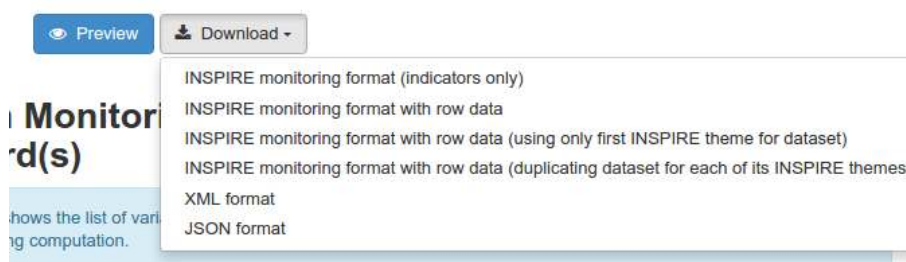 Preview
Download
INSPIRE monitoring format (indicators only)
INSPIRE monitoring format with row data
INSPIRE monitoring format with row data (using only first INSPIRE theme for dataset)
INSPIRE monitoring format with row data (duplicating dataset for each of its INSPIRE themes
XML format
JSON format
Monitori
rd(s)
hows the list of vari
ng computation.